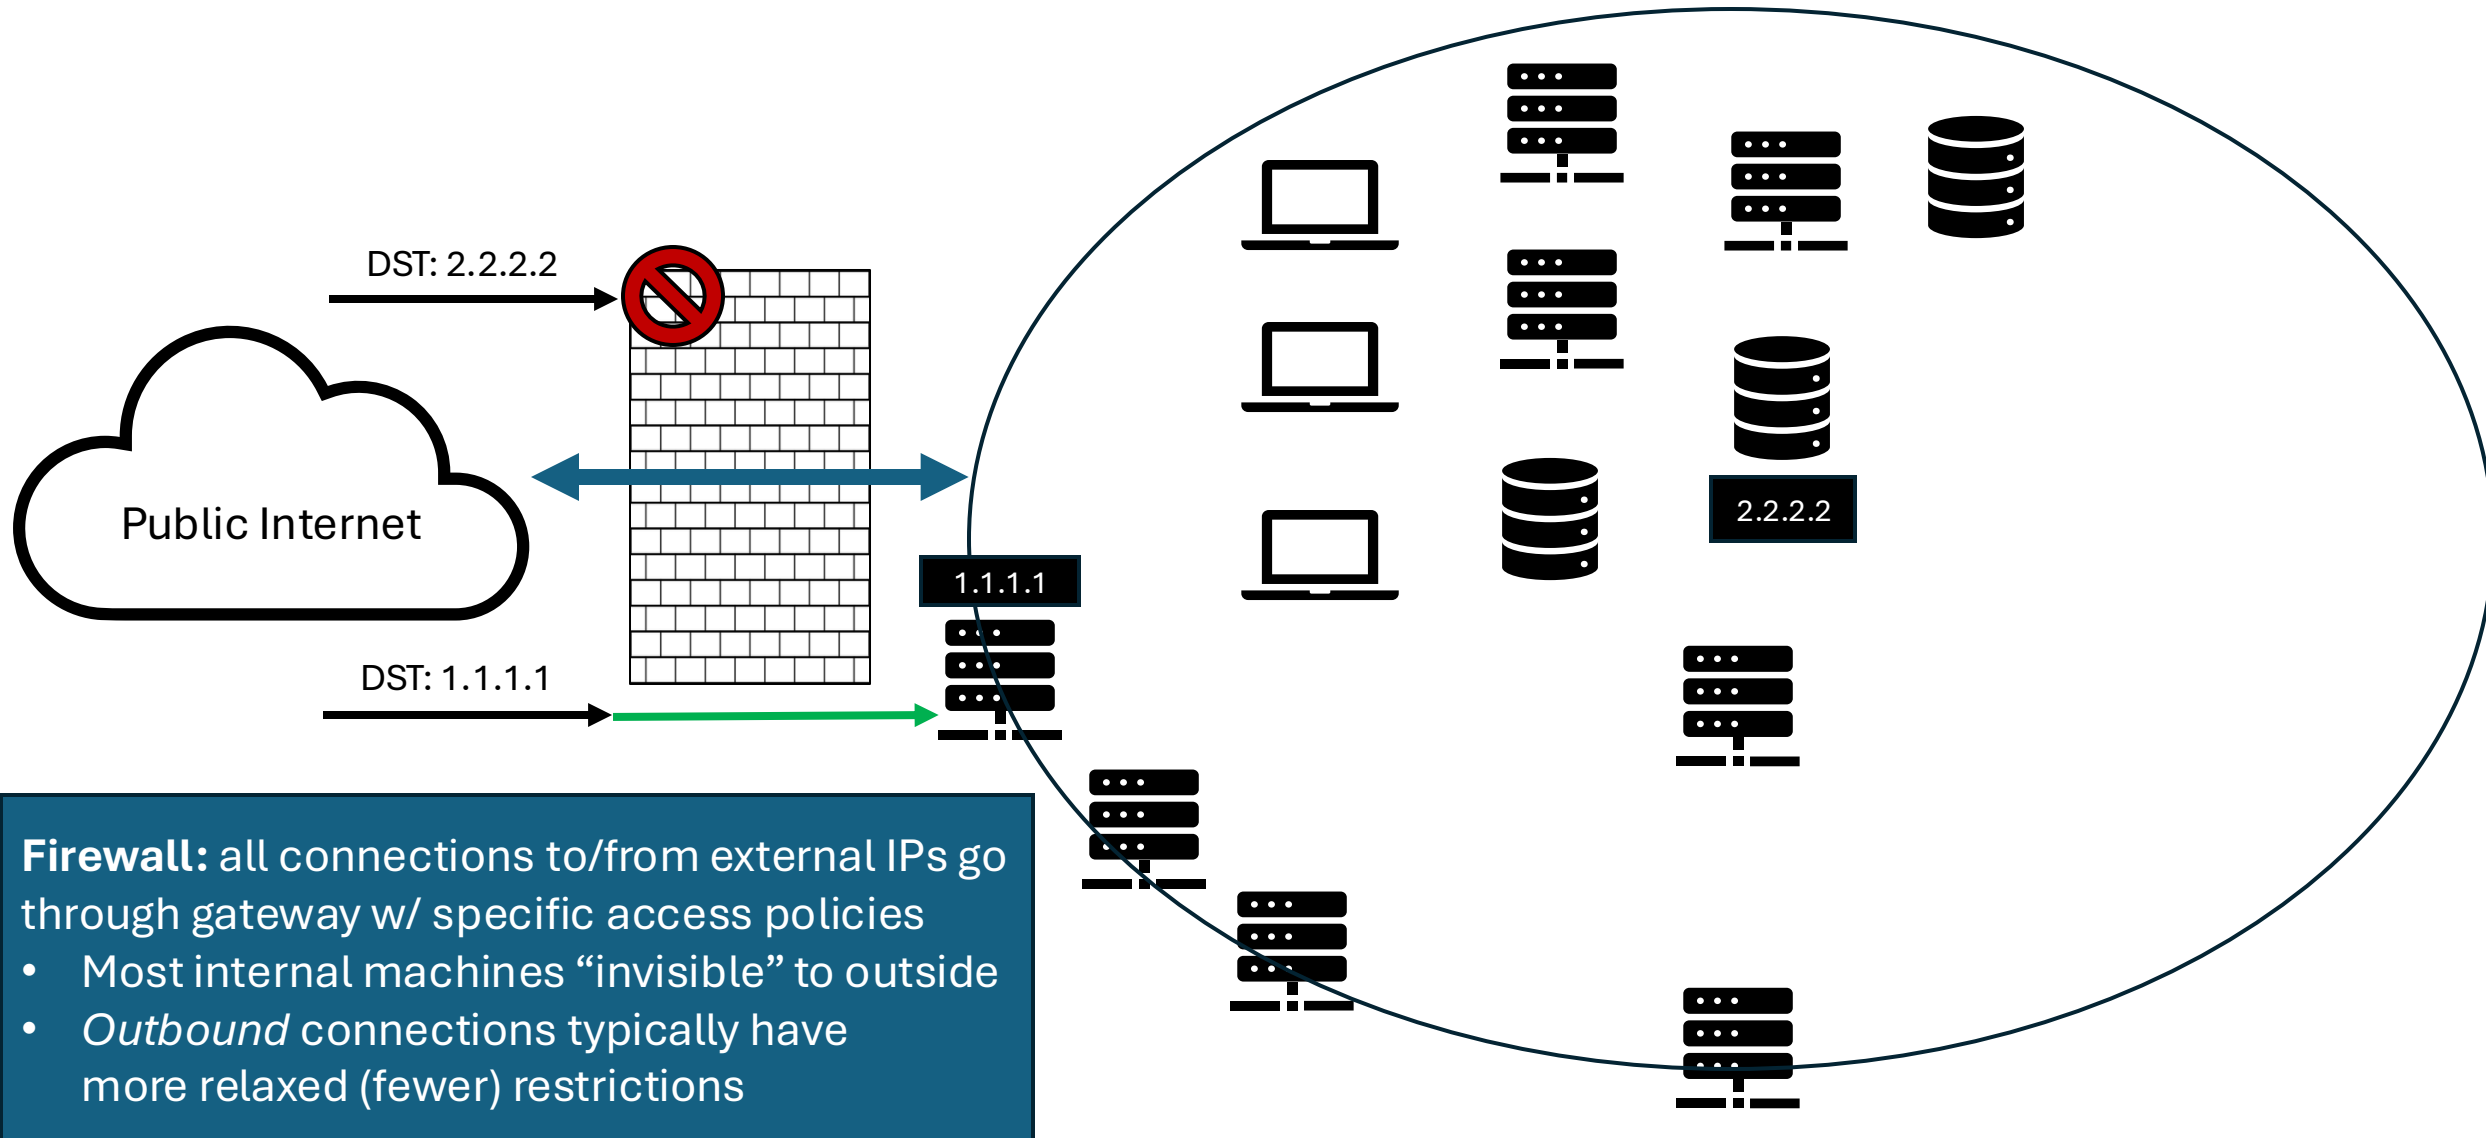 DST: 2.2.2.2
Public Internet
2.2.2.2
1.1.1.1
DST: 1.1.1.1
Firewall: all connections to/from external IPs go
through gateway w/ specific access policies
• Most internal machines “invisible” to outside
• Outbound connections typically have
more relaxed (fewer) restrictions